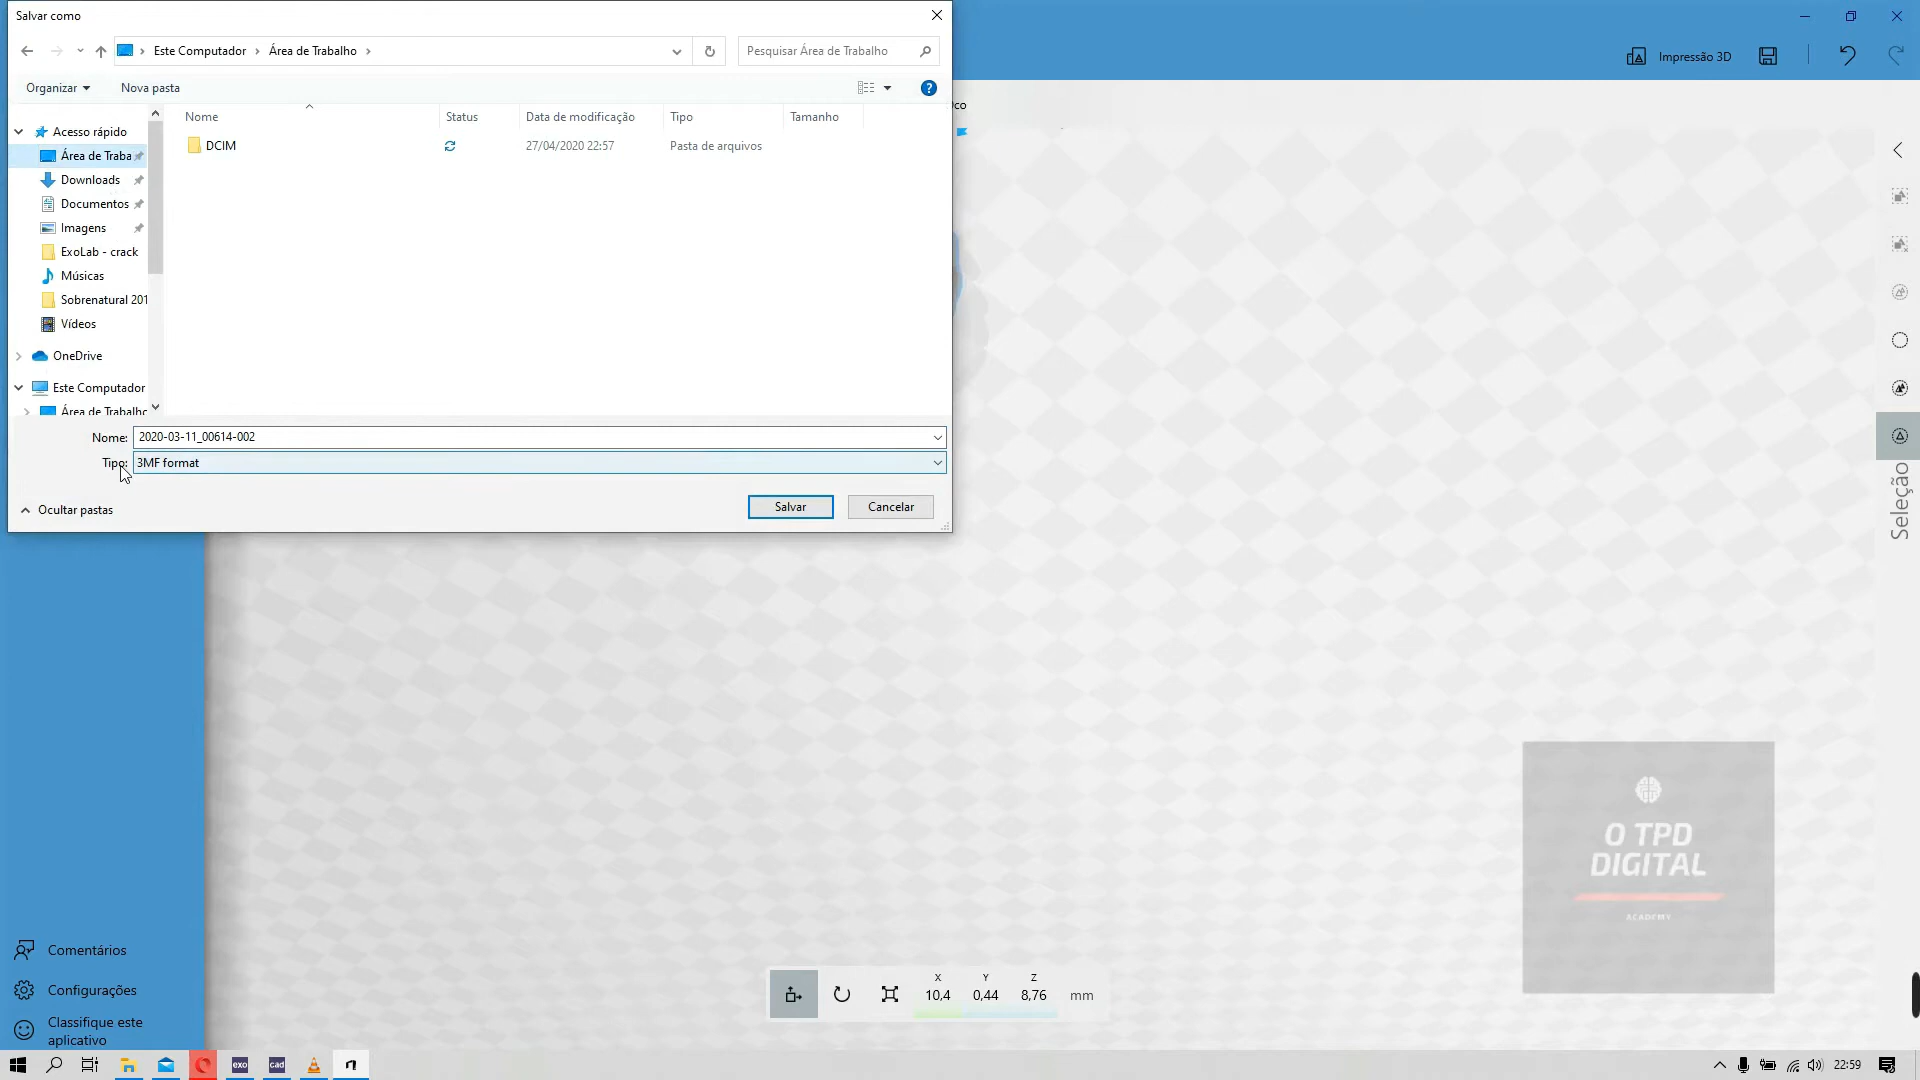 Salvar como
Este Computador
Área de Trabalho
Pesquisar Área de Trabalho
Impressão 3D
Organizar
Nova pasta
Nome
Status
Data de modificação
Tipo
Tamanho
DCIM
27/04/2020 22:57
Pasta de arquivos
Acesso rápido
Área de Traba
Downloads
Documentos
Imagens
ExoLab - crack
Músicas
Sobrenatural 201
Vídeos
OneDrive
Este Computador
Área de Trabalho
Nome: 2020-03-11_00614-002
Tipo: 3MF format
Ocultar pastas
Salvar
Cancelar
Seleção
O TPD
DIGITAL
ACADEMY
Comentários
Configurações
Classifique este
aplicativo
X Y Z
10,4 0,44 8,76 mm
exo
cad
22:59